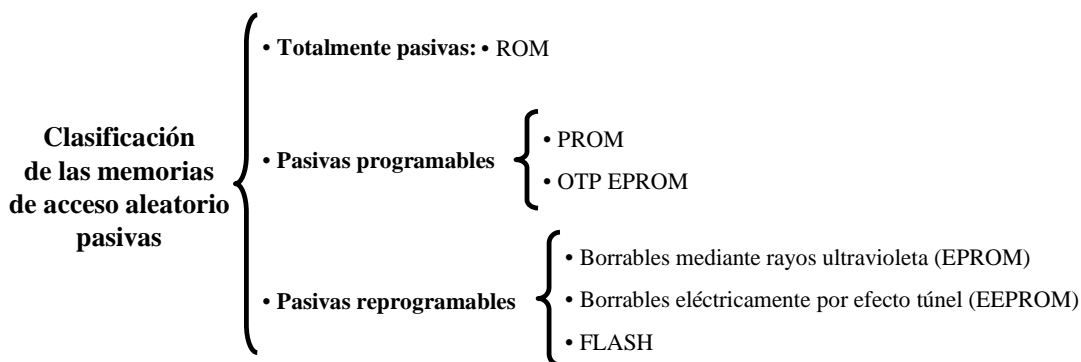 Clasificación
de las memorias
de acceso aleatorio
pasivas
• Totalmente pasivas: • ROM
• Pasivas programables
• PROM
• OTP EPROM
• Pasivas reprogramables
• Borrables mediante rayos ultravioleta (EPROM)
• Borrables eléctricamente por efecto túnel (EEPROM)
• FLASH